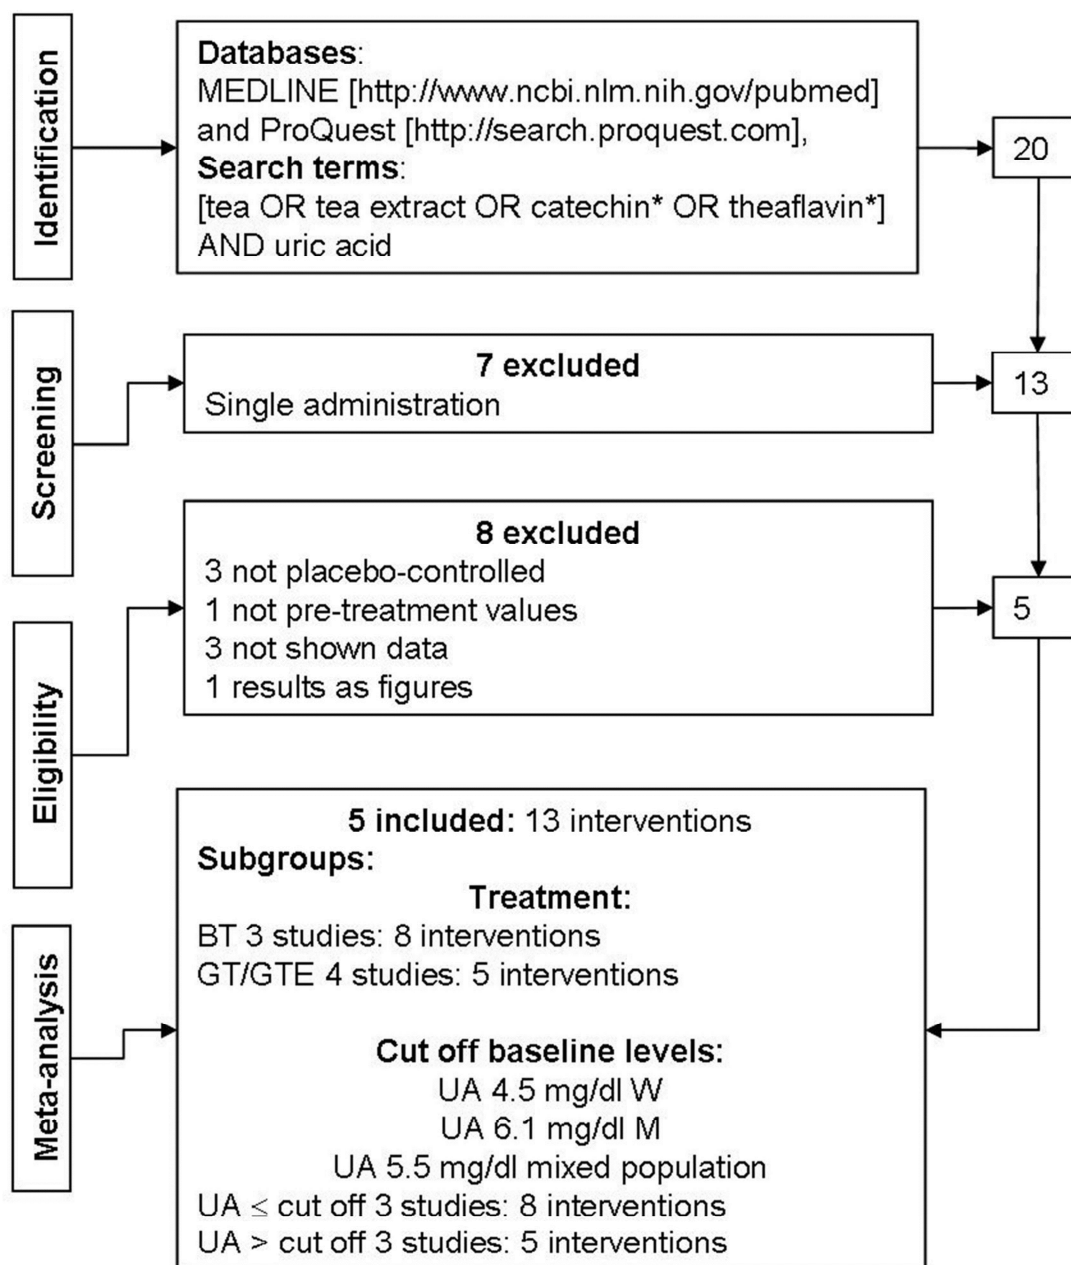 Identification
Databases:
MEDLINE [http://www.ncbi.nlm.nih.gov/pubmed]
and ProQuest [http://search.proquest.com],
Search terms:
[tea OR tea extract OR catechin* OR theaflavin*]
AND uric acid
20
Screening
7 excluded
Single administration
13
Eligibility
8 excluded
3 not placebo-controlled
1 not pre-treatment values
3 not shown data
1 results as figures
5
Meta-analysis
5 included: 13 interventions
Subgroups:
Treatment:
BT 3 studies: 8 interventions
GT/GTE 4 studies: 5 interventions
Cut off baseline levels:
UA 4.5 mg/dl W
UA 6.1 mg/dl M
UA 5.5 mg/dl mixed population
UA ≤ cut off 3 studies: 8 interventions
UA > cut off 3 studies: 5 interventions